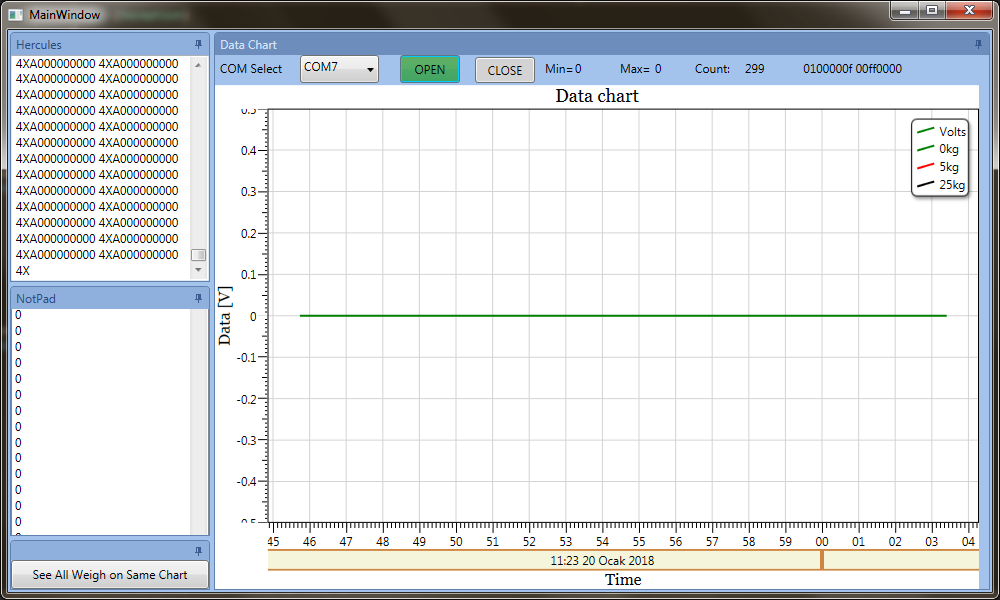 MainWindow
Hercules
4XA000000000 4XA000000000
4XA000000000 4XA000000000
4XA000000000 4XA000000000
4XA000000000 4XA000000000
4XA000000000 4XA000000000
4XA000000000 4XA000000000
4XA000000000 4XA000000000
4XA000000000 4XA000000000
4XA000000000 4XA000000000
4XA000000000 4XA000000000
4XA000000000 4XA000000000
4XA000000000 4XA000000000
4XA000000000 4XA000000000
4X
NotPad
0
0
0
0
0
0
0
0
0
0
0
0
0
0
See All Weigh on Same Chart
Data Chart
COM Select COM7 OPEN CLOSE Min= 0 Max= 0 Count: 299 0100000f 00ff0000
Data chart
Volts
0kg
5kg
25kg
Data [V]
0.5
0.4
0.3
0.2
0.1
0
-0.1
-0.2
-0.3
-0.4
-0.5
45 46 47 48 49 50 51 52 53 54 55 56 57 58 59 00 01 02 03 04
11:23 20 Ocak 2018
Time